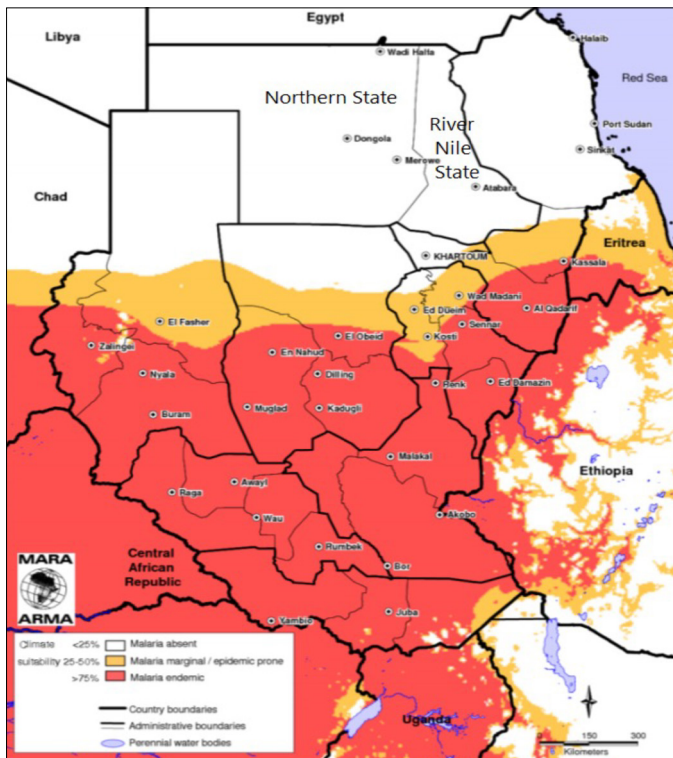 Egypt
Libya
Wadi Halfa
Halaib
Red Sea
Northern State
River
Nile
State
Port Sudan
Dongola
Merowe
Sinkat
Atabara
Chad
Eritrea
KHARTOUM
Kassala
Wad Madani
Ed Dueim
Al Qadarif
El Fasher
Sennar
El Obeid
Kosti
Zalingei
En Nahud
Nyala
Dilling
Renk
Ed Damazin
Buram
Muglad
Kadugli
Malakal
Ethiopia
Awayl
Raga
Wau
Akobo
Rumbek
Central
African
Republic
Bor
MARA
ARMA
Juba
Yambio
Climate <25% Malaria absent
suitability 25-50% Malaria marginal / epidemic prone
>75% Malaria endemic
Country boundaries
Administrative boundaries
Perennial water bodies
Uganda
0 150 300
Kilometers